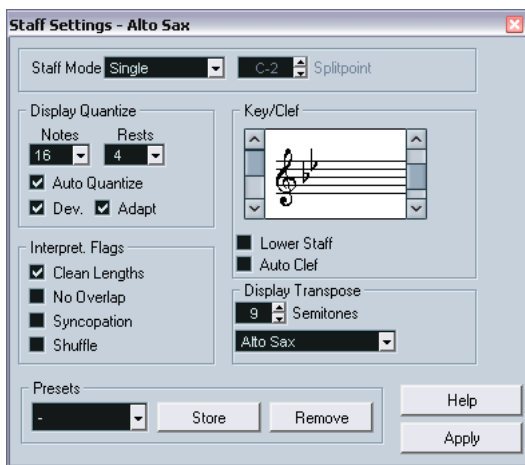 Staff Settings - Alto Sax
Staff Mode Single C-2 Splitpoint
Display Quantize
Notes Rests
16 4
Auto Quantize
Dev. Adapt
Interpret. Flags
Clean Lengths
No Overlap
Syncopation
Shuffle
Key/Clef
Lower Staff
Auto Clef
Display Transpose
9 Semitones
Alto Sax
Presets
- Store Remove
Help
Apply